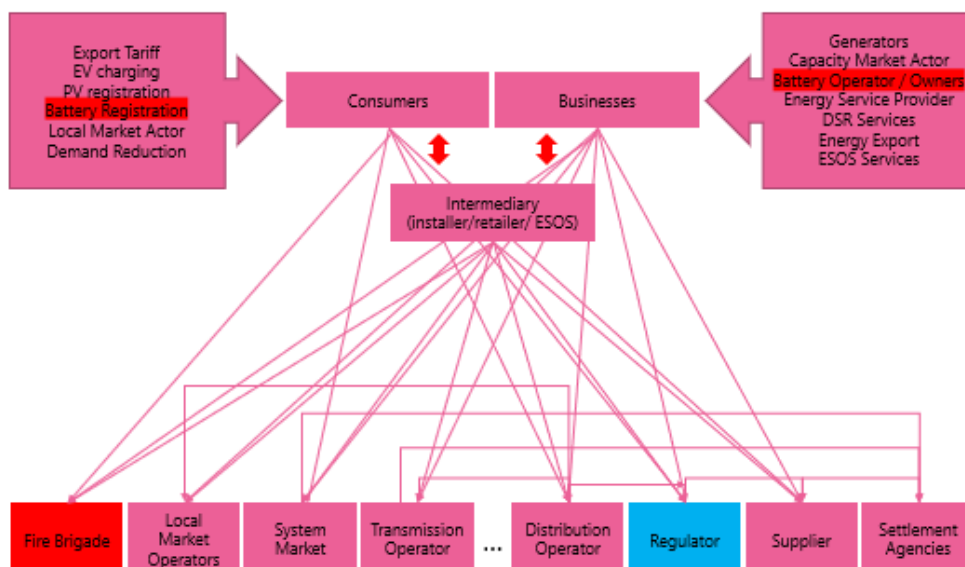 Export Tariff
EV charging
PV registration
Battery Registration
Local Market Actor
Demand Reduction
Consumers
Businesses
Generators
Capacity Market Actor
Battery Operator / Owners
Energy Service Provider
DSR Services
Energy Export
ESOS Services
Intermediary
(installer/retailer/ ESOS)
Fire Brigade
Local
Market
Operators
System
Market
Transmission
Operator
...
Distribution
Operator
Regulator
Supplier
Settlement
Agencies